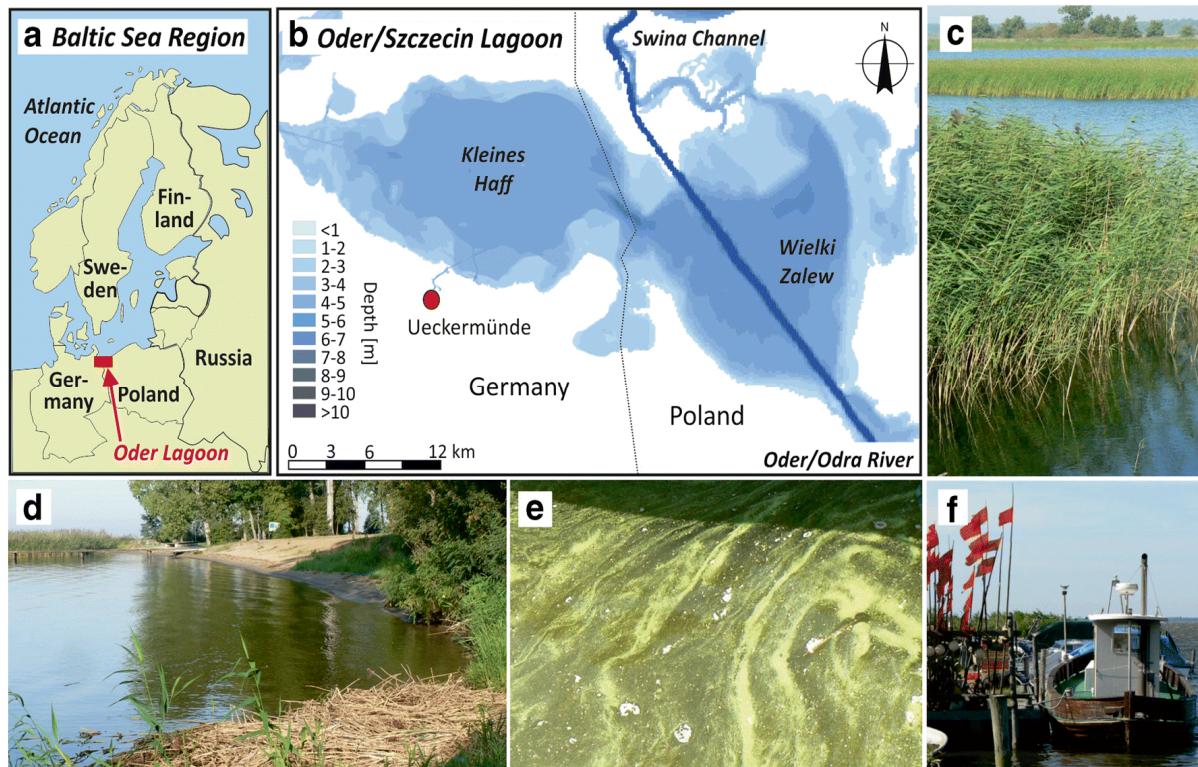 a Baltic Sea Region
Atlantic
Ocean
Fin-
land
Swe-
den
Russia
Ger-
many
Poland
Oder Lagoon
b Oder/Szczecin Lagoon
Swina Channel
N
Kleines
Haff
Wielki
Zalew
<1
1-2
2-3
3-4
4-5
5-6
6-7
7-8
8-9
9-10
>10
Depth [m]
Ueckermünde
Germany
Poland
0 3 6 12 km
Oder/Odra River
c
d
e
f